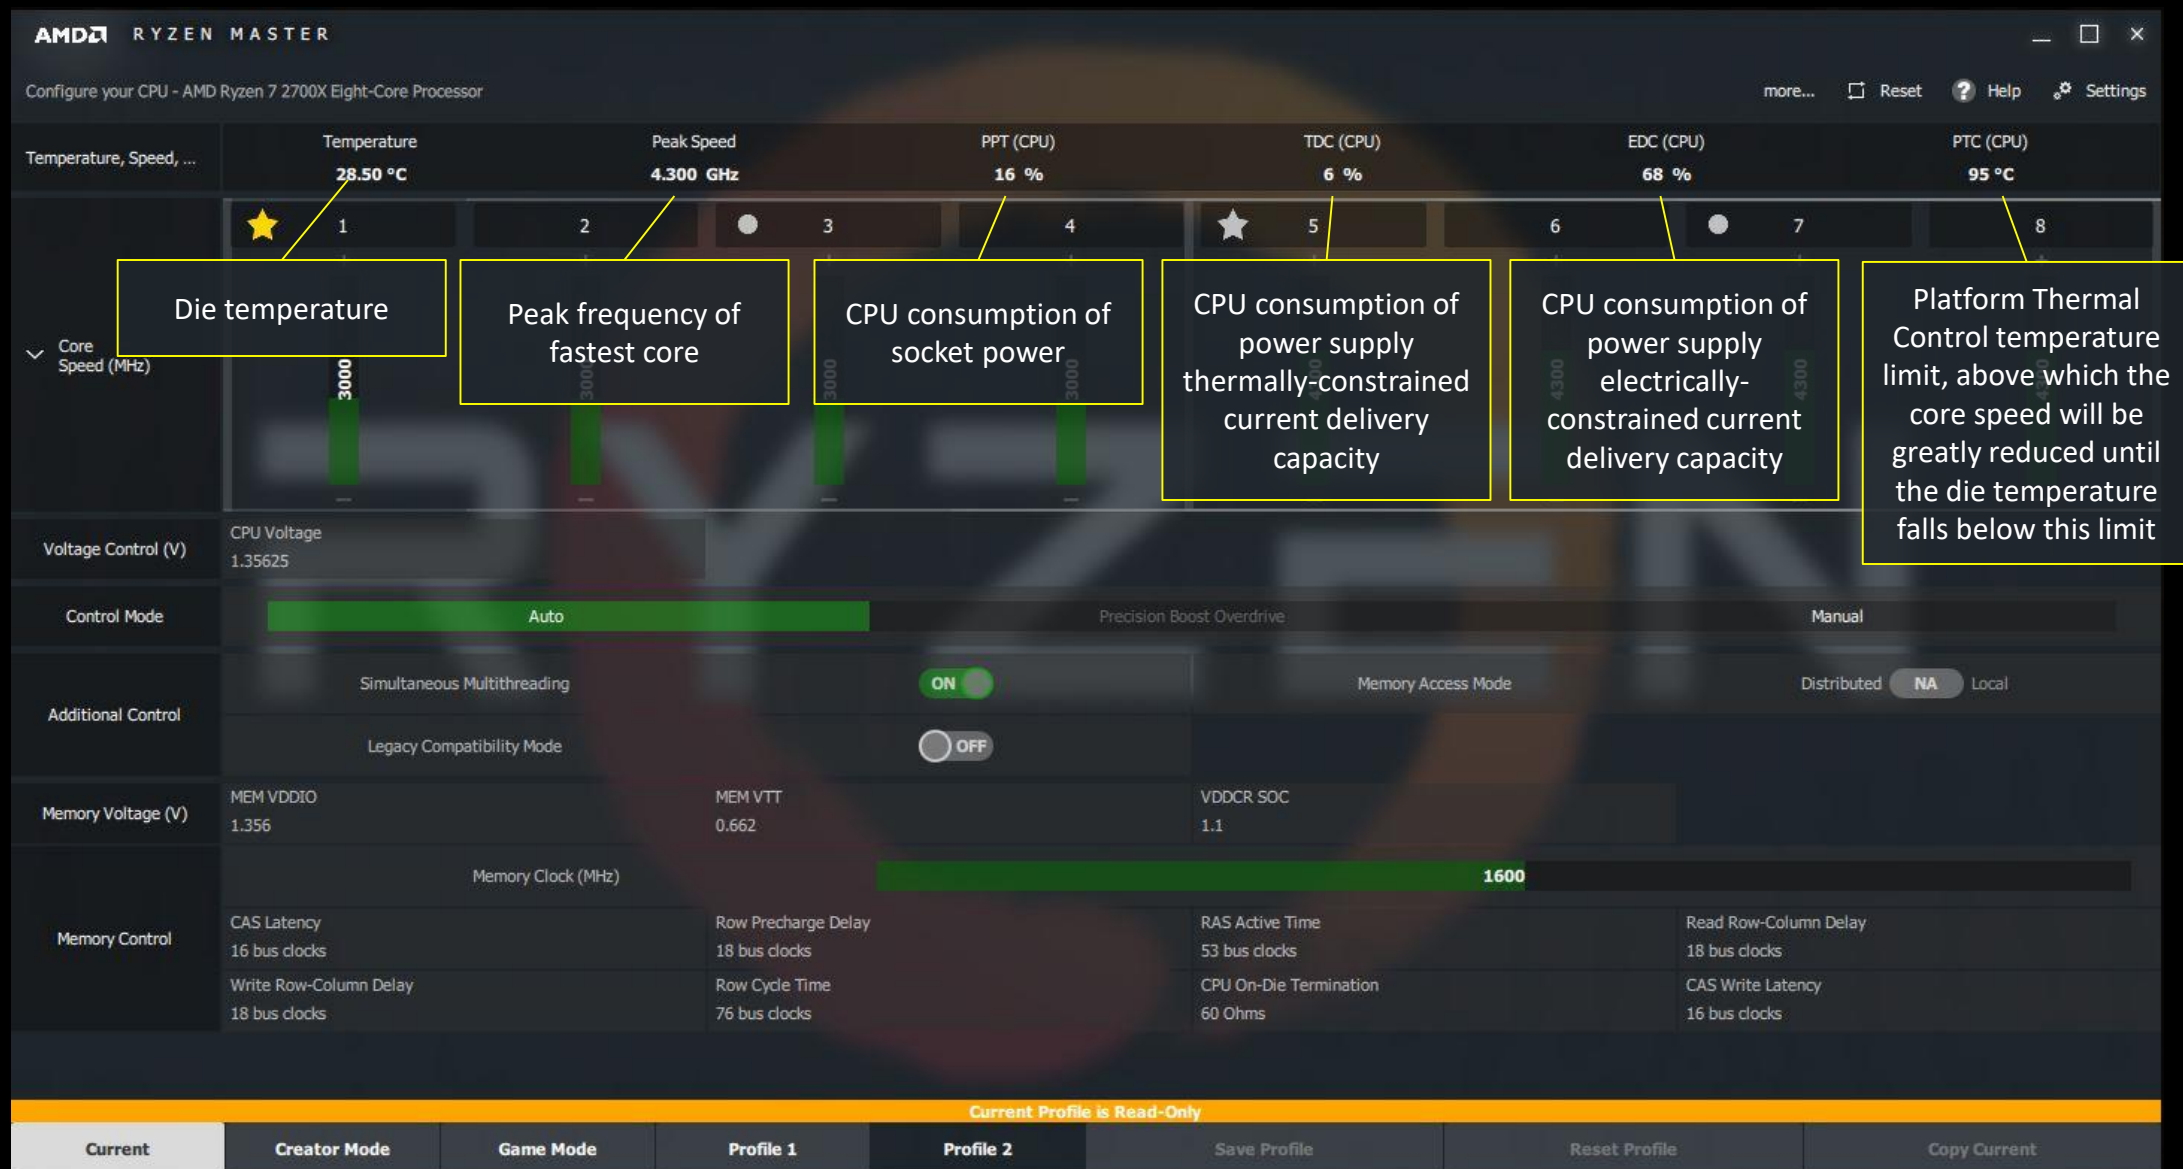 AMD RYZEN MASTER
Configure your CPU - AMD Ryzen 7 2700X Eight-Core Processor
more... Reset ? Help Settings
Temperature, Speed, ...
Temperature Peak Speed PPT (CPU) TDC (CPU) EDC (CPU) PTC (CPU)
28.50 °C 4.300 GHz 16 % 6 % 68 % 95 °C
1 2 3 4 5 6 7 8
Die temperature
Peak frequency of
fastest core
CPU consumption of
socket power
CPU consumption of
power supply
thermally-constrained
current delivery
capacity
CPU consumption of
power supply
electrically-
constrained current
delivery capacity
Platform Thermal
Control temperature
limit, above which the
core speed will be
greatly reduced until
the die temperature
falls below this limit
Core
Speed (MHz)
3000 3000 3000 3000 4300 4300 4300 4300
RYZEN
Voltage Control (V)
CPU Voltage
1.35625
Control Mode
Auto Precision Boost Overdrive Manual
Additional Control
Simultaneous Multithreading ON Memory Access Mode Distributed NA Local
Legacy Compatibility Mode OFF
Memory Voltage (V)
MEM VDDIO MEM VTT VDDCR SOC
1.356 0.662 1.1
Memory Control
Memory Clock (MHz) 1600
CAS Latency Row Precharge Delay RAS Active Time Read Row-Column Delay
16 bus clocks 18 bus clocks 53 bus clocks 18 bus clocks
Write Row-Column Delay Row Cycle Time CPU On-Die Termination CAS Write Latency
18 bus clocks 76 bus clocks 60 Ohms 16 bus clocks
Current Profile is Read-Only
Current Creator Mode Game Mode Profile 1 Profile 2 Save Profile Reset Profile Copy Current